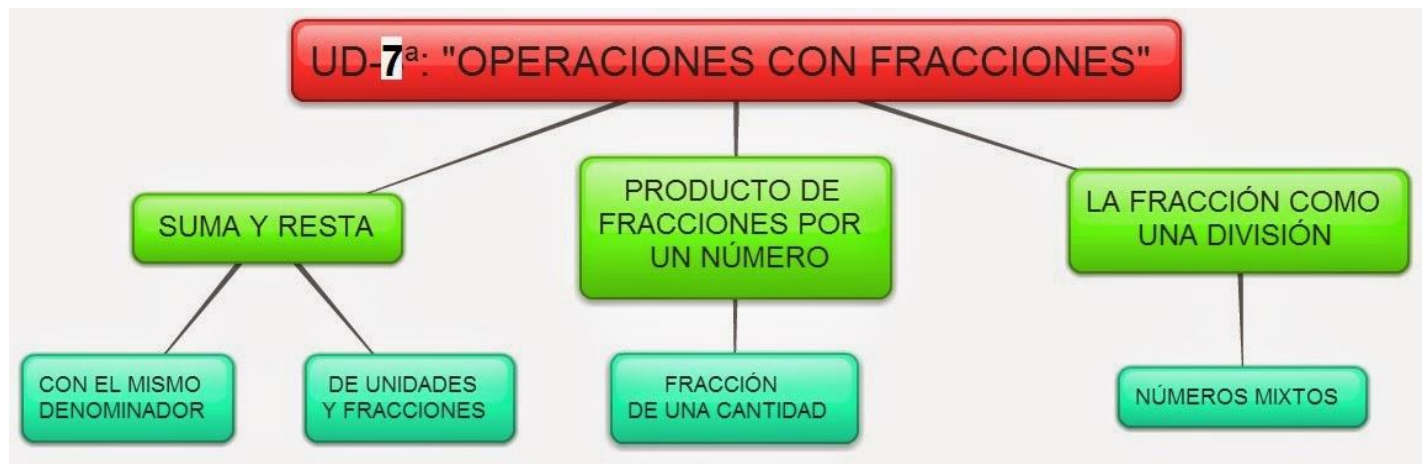 UD-7ª: "OPERACIONES CON FRACCIONES"
SUMA Y RESTA
PRODUCTO DE
FRACCIONES POR
UN NÚMERO
LA FRACCIÓN COMO
UNA DIVISIÓN
CON EL MISMO
DENOMINADOR
DE UNIDADES
Y FRACCIONES
FRACCIÓN
DE UNA CANTIDAD
NÚMEROS MIXTOS